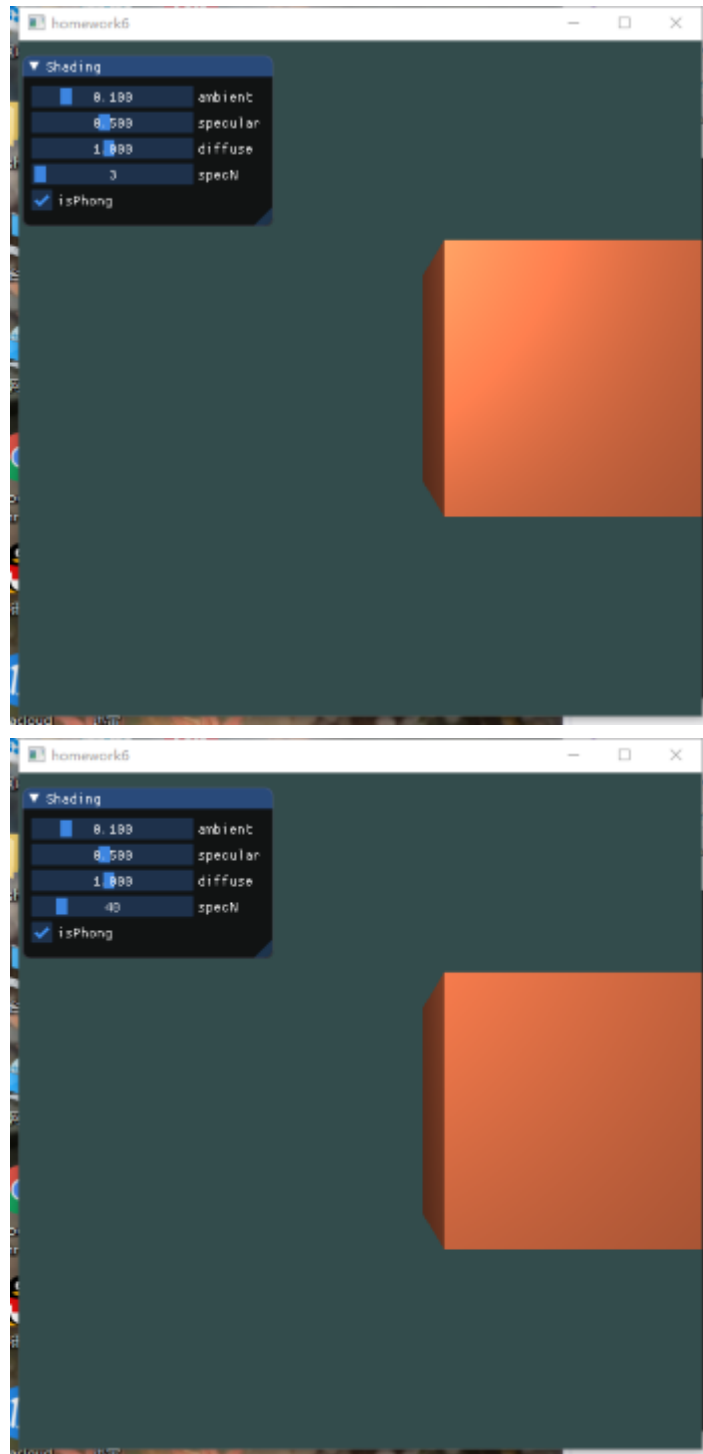 homework6
Shading
0.100 ambient
0.500 specular
1.000 diffuse
3 specN
isPhong
homework6
Shading
0.100 ambient
0.500 specular
1.000 diffuse
40 specN
isPhong